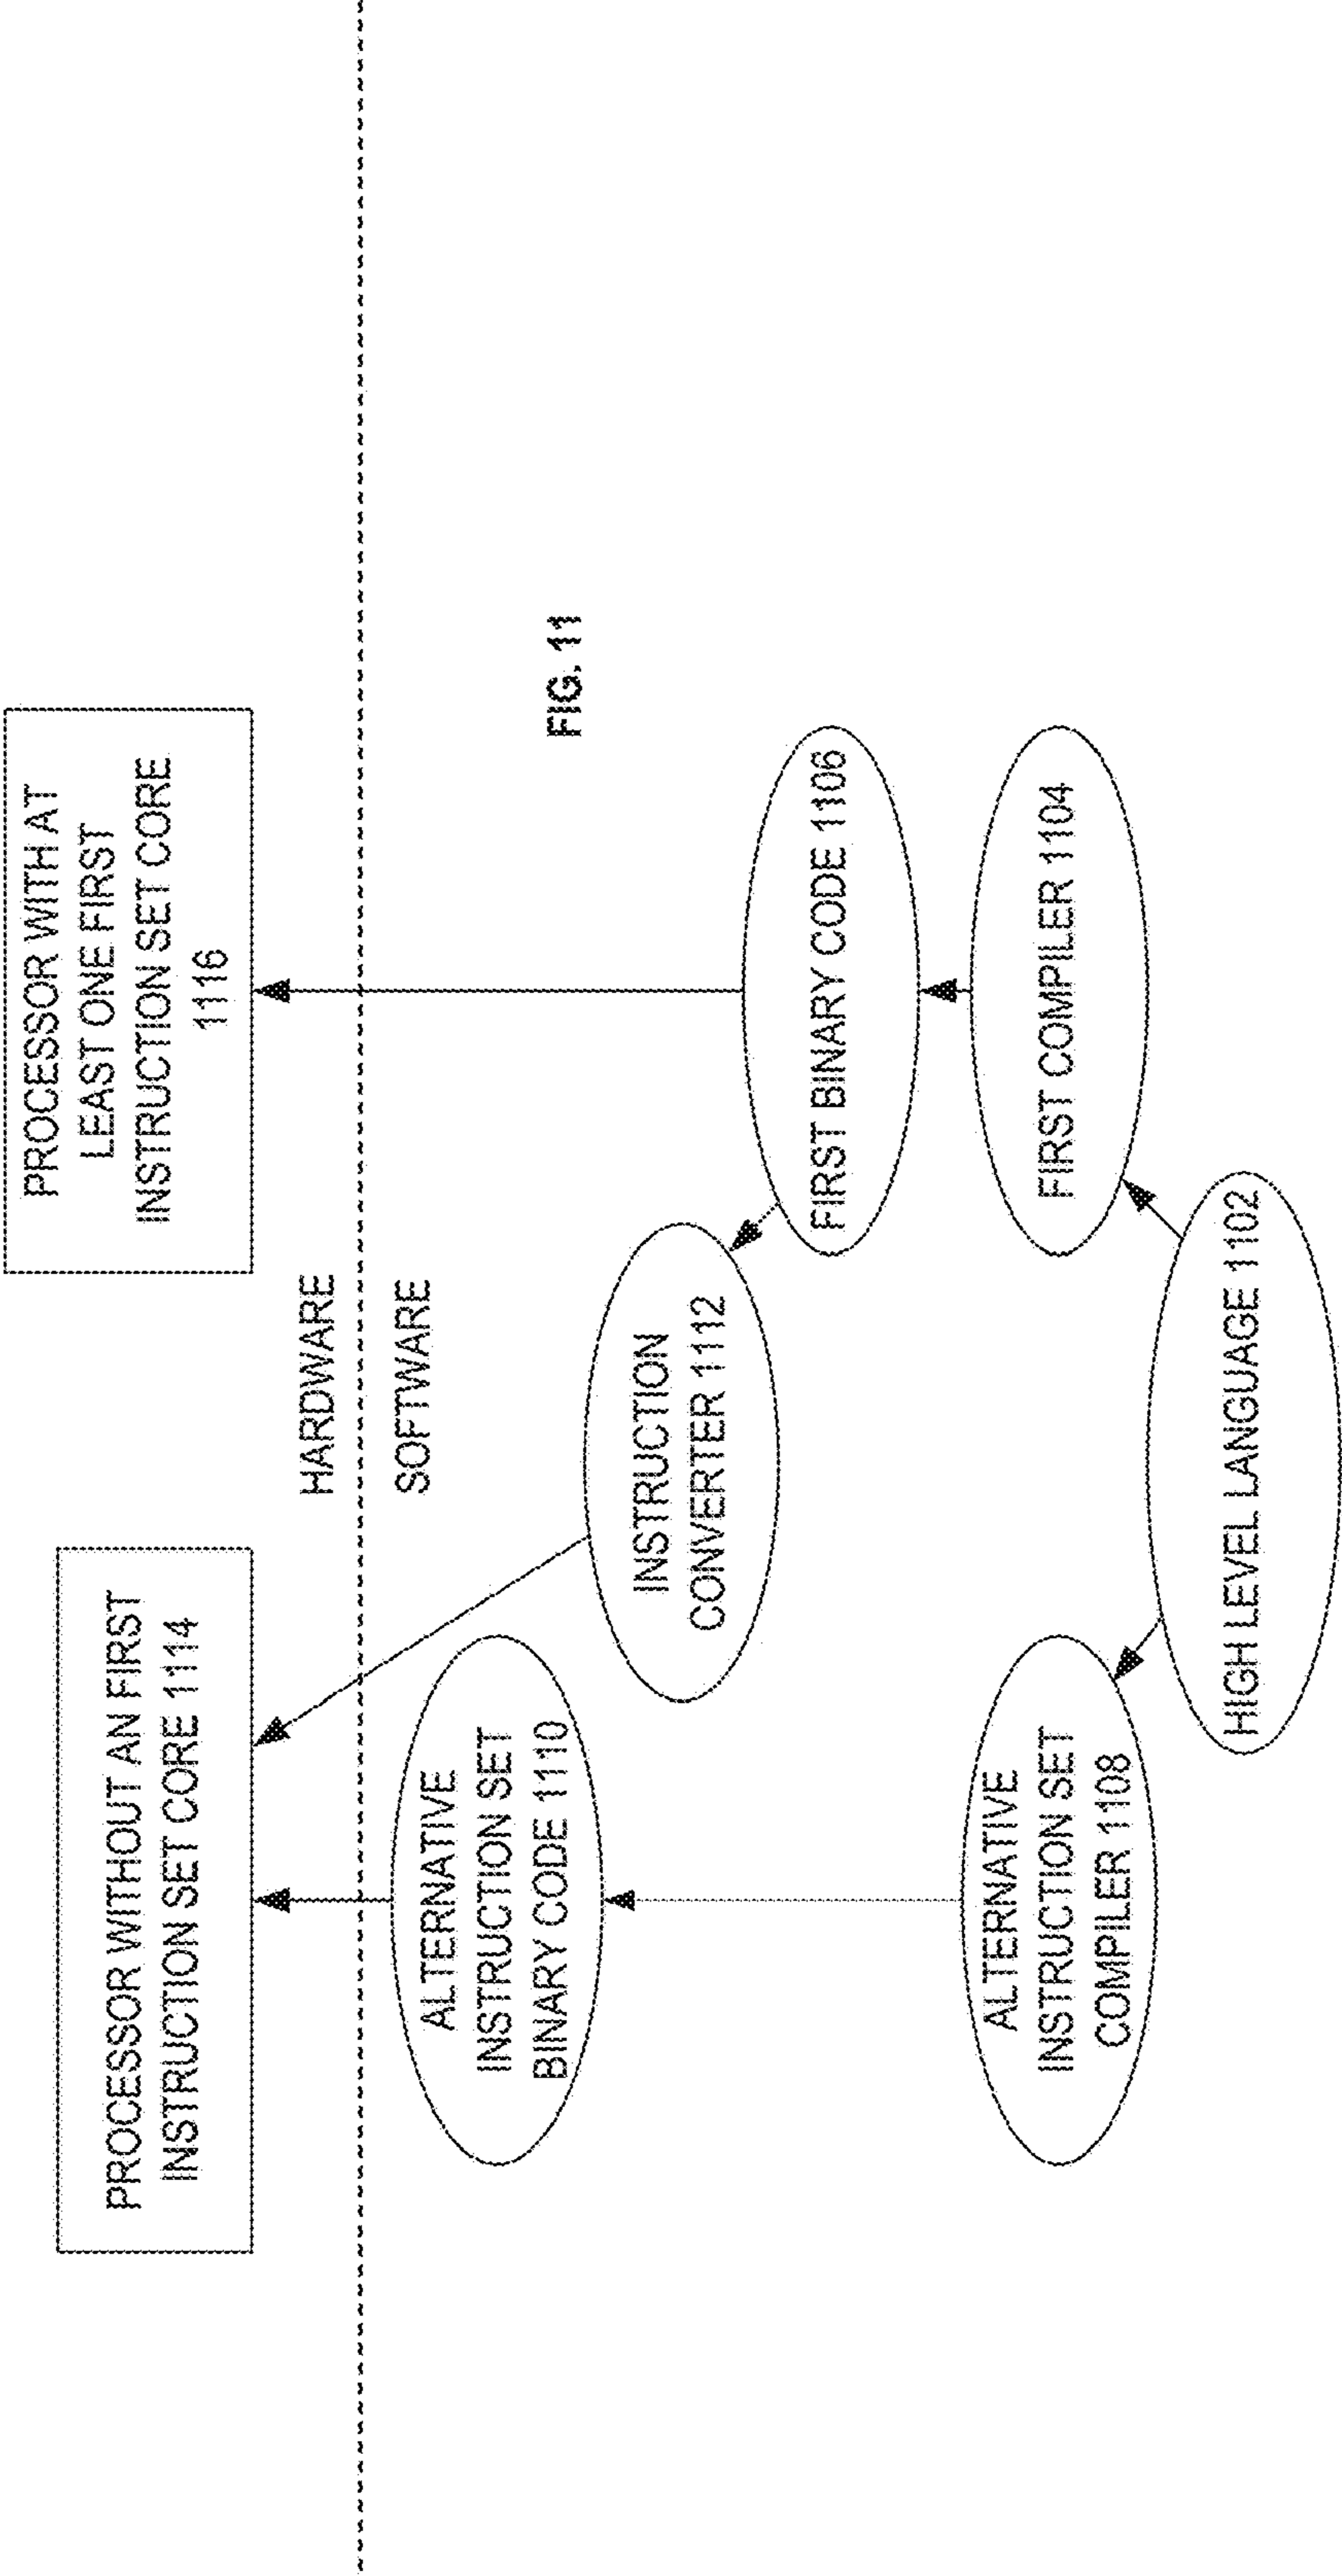 PROCESSOR WITHOUT AN FIRST
INSTRUCTION SET CORE 1114
PROCESSOR WITH AT
LEAST ONE FIRST
INSTRUCTION SET CORE
1116
HARDWARE
SOFTWARE
ALTERNATIVE
INSTRUCTION SET
BINARY CODE 1110
FIG. 11
INSTRUCTION
CONVERTER 1112
FIRST BINARY CODE 1106
ALTERNATIVE
INSTRUCTION SET
COMPILER 1108
FIRST COMPILER 1104
HIGH LEVEL LANGUAGE 1102